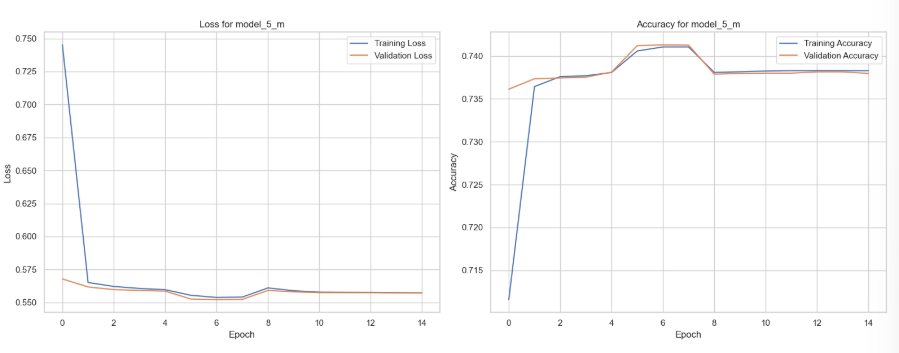 Loss for model_5_m
Training Loss
Validation Loss
0.750
0.725
0.700
0.675
0.650
0.625
0.600
0.575
0.550
Loss
0 2 4 6 8 10 12 14
Epoch
Accuracy for model_5_m
Training Accuracy
Validation Accuracy
0.740
0.735
0.730
0.725
0.720
0.715
Accuracy
0 2 4 6 8 10 12 14
Epoch